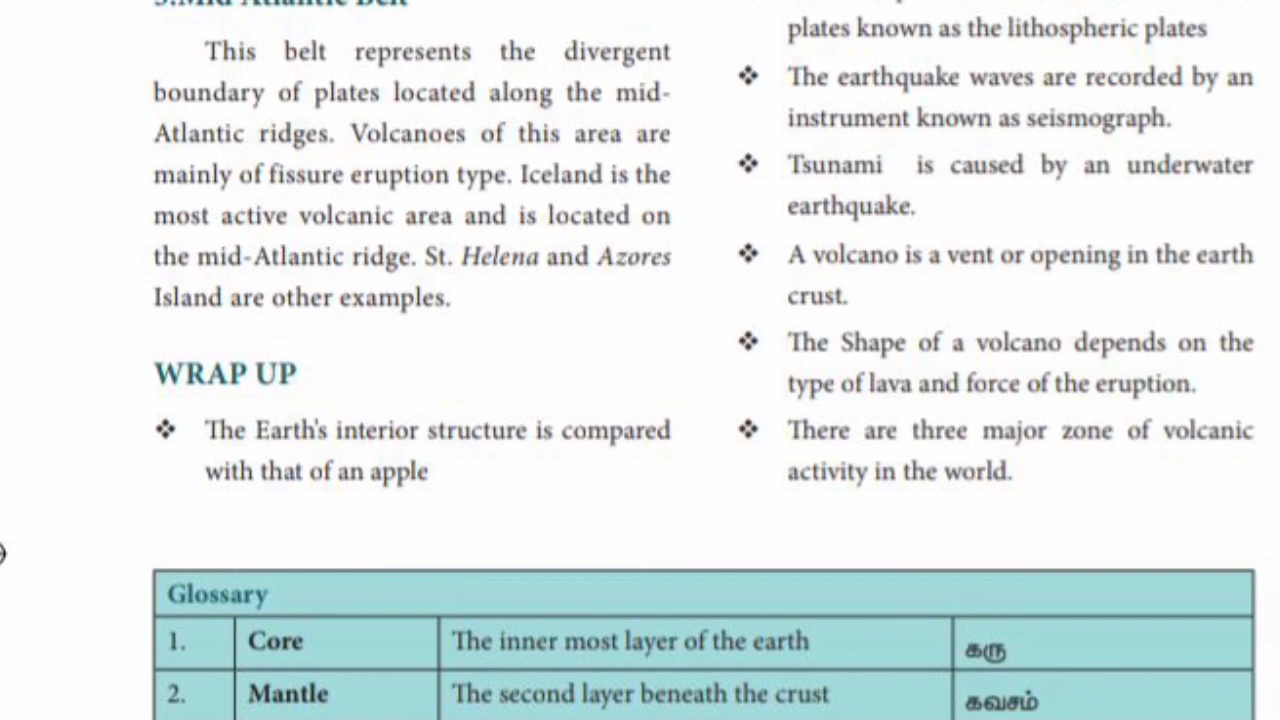 3.Mid Atlantic Belt
This belt represents the divergent
boundary of plates located along the mid-
Atlantic ridges. Volcanoes of this area are
mainly of fissure eruption type. Iceland is the
most active volcanic area and is located on
the mid-Atlantic ridge. St. Helena and Azores
Island are other examples.
WRAP UP
❖ The Earth's interior structure is compared
with that of an apple
plates known as the lithospheric plates
❖ The earthquake waves are recorded by an
instrument known as seismograph.
❖ Tsunami is caused by an underwater
earthquake.
❖ A volcano is a vent or opening in the earth
crust.
❖ The Shape of a volcano depends on the
type of lava and force of the eruption.
❖ There are three major zone of volcanic
activity in the world.
Glossary
1. Core The inner most layer of the earth கரு
2. Mantle The second layer beneath the crust கவசம்